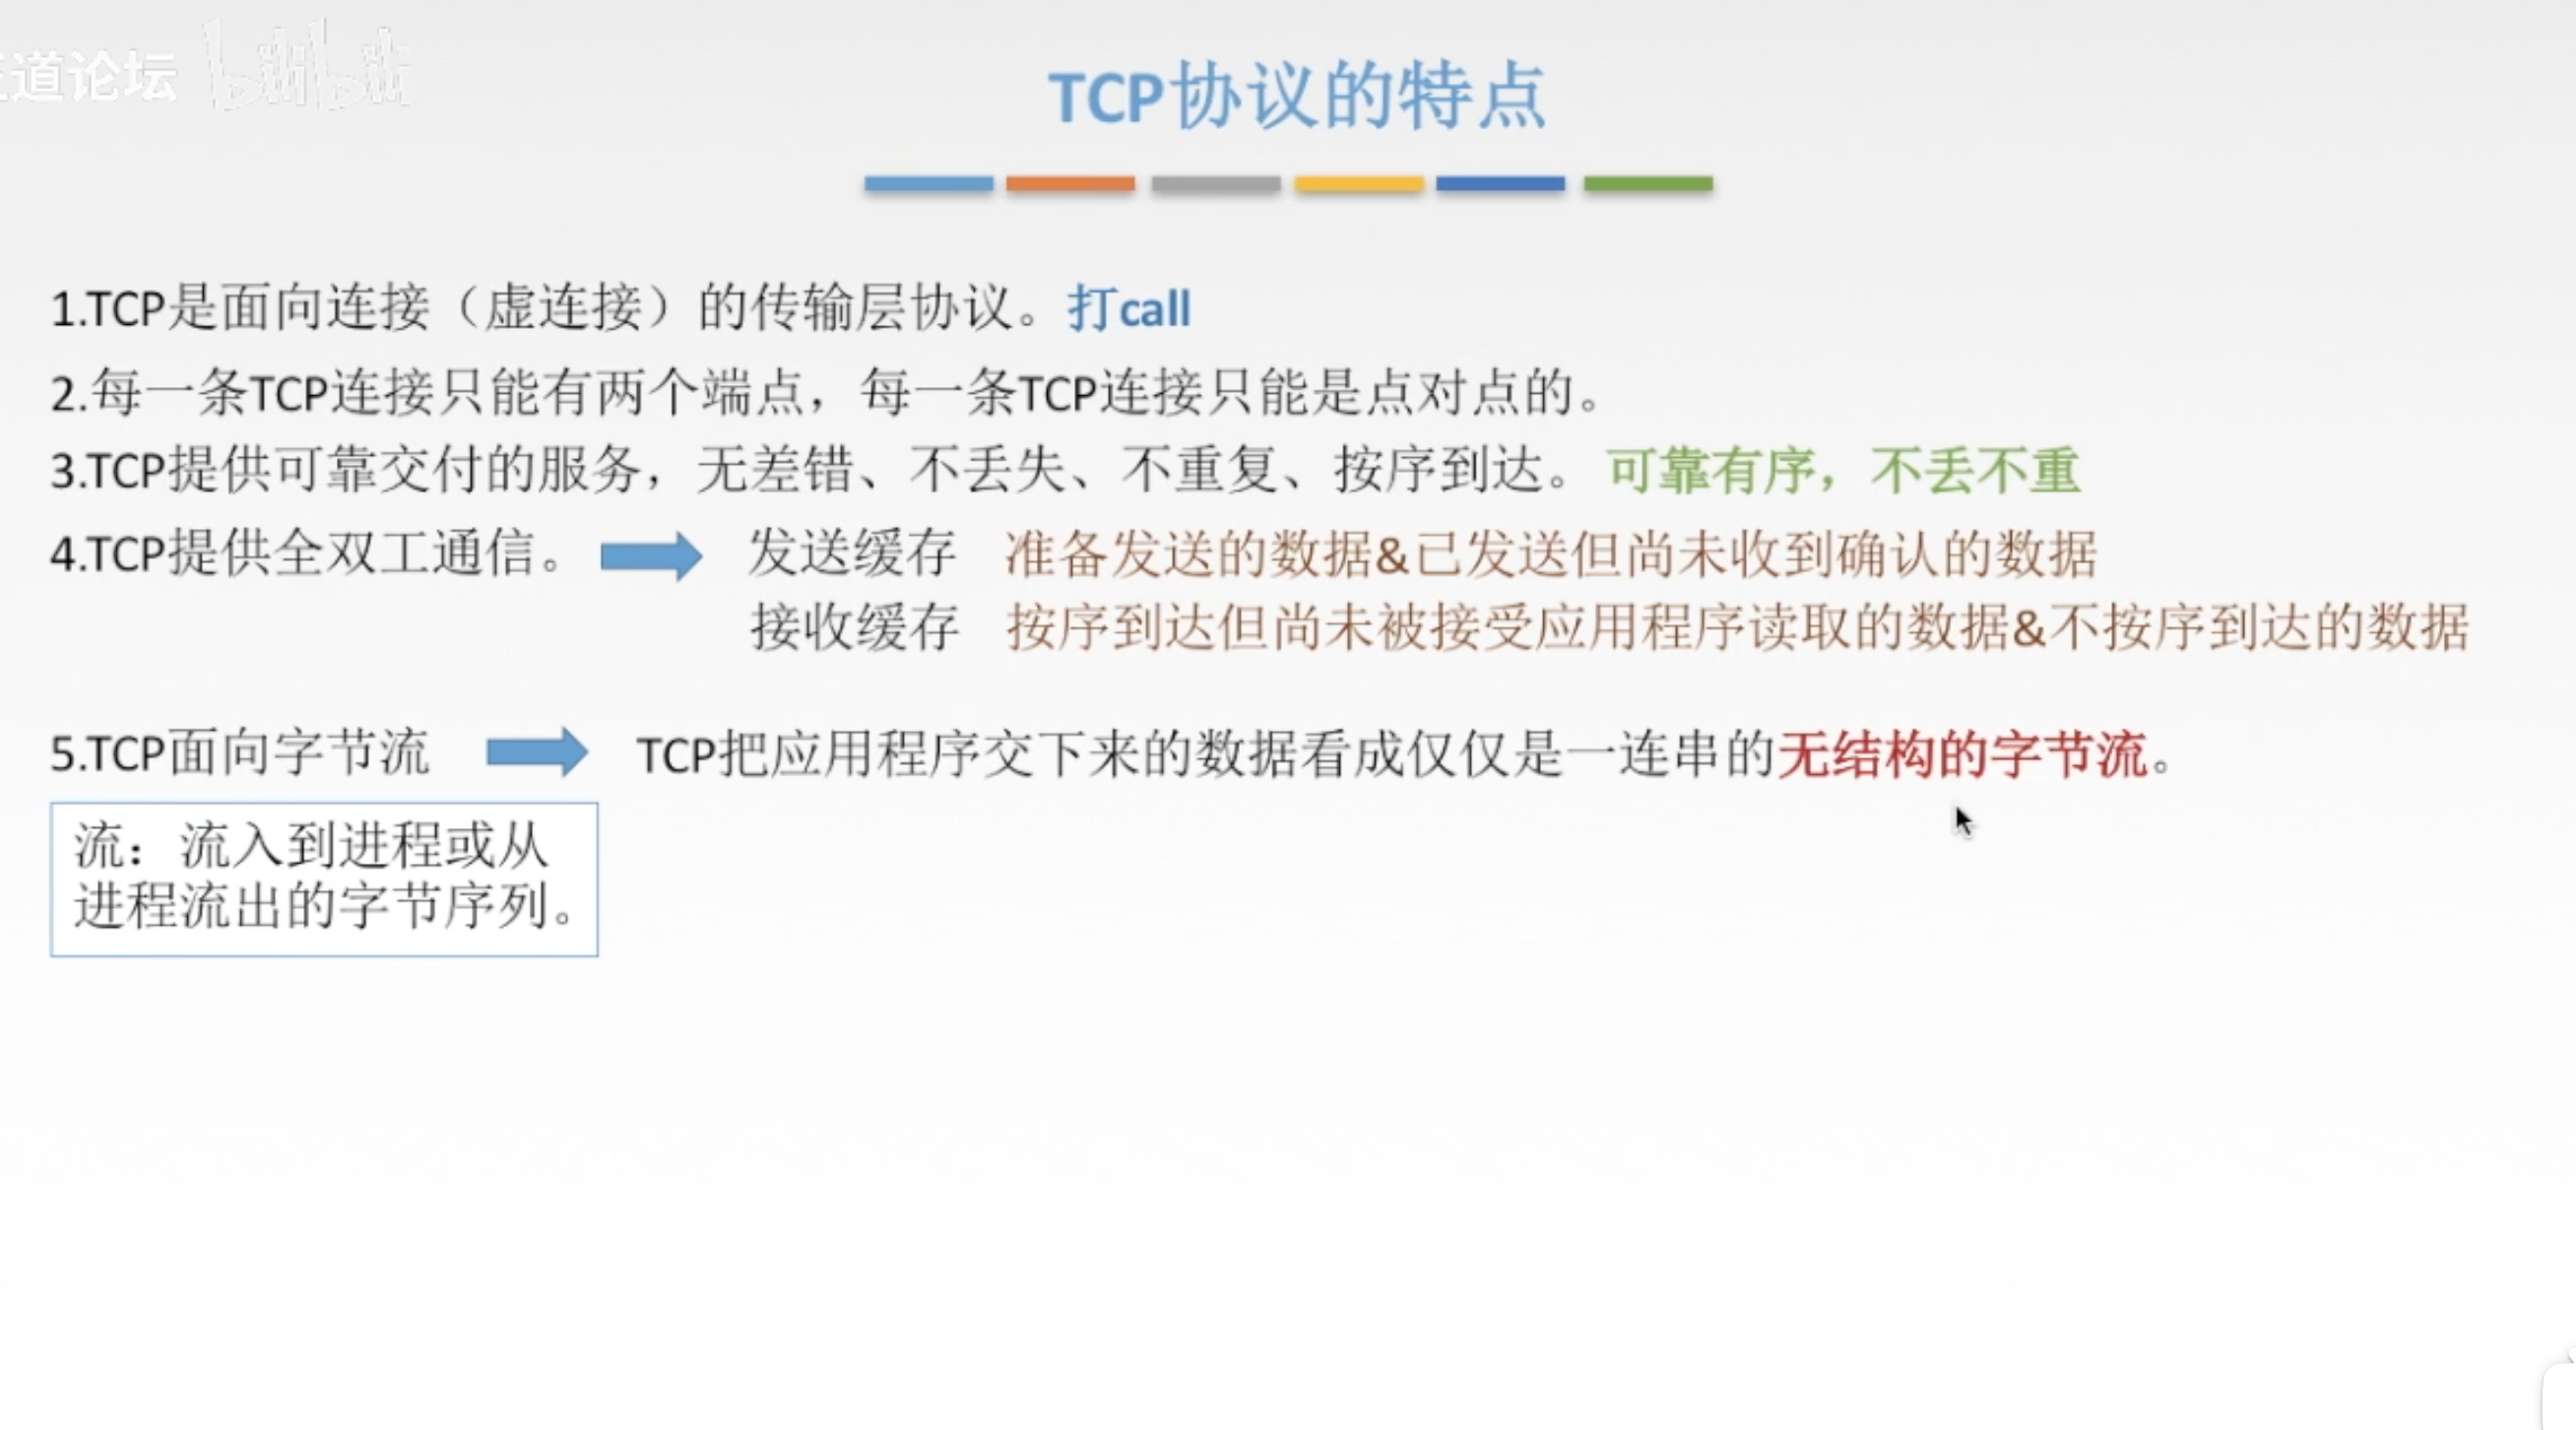 道论坛 bilibili
TCP协议的特点
1.TCP是面向连接（虚连接）的传输层协议。打call
2.每一条TCP连接只能有两个端点，每一条TCP连接只能是点对点的。
3.TCP提供可靠交付的服务，无差错、不丢失、不重复、按序到达。可靠有序，不丢不重
4.TCP提供全双工通信。 发送缓存 准备发送的数据&已发送但尚未收到确认的数据
接收缓存 按序到达但尚未被接受应用程序读取的数据&不按序到达的数据
5.TCP面向字节流 TCP把应用程序交下来的数据看成仅仅是一连串的无结构的字节流。
流：流入到进程或从
进程流出的字节序列。